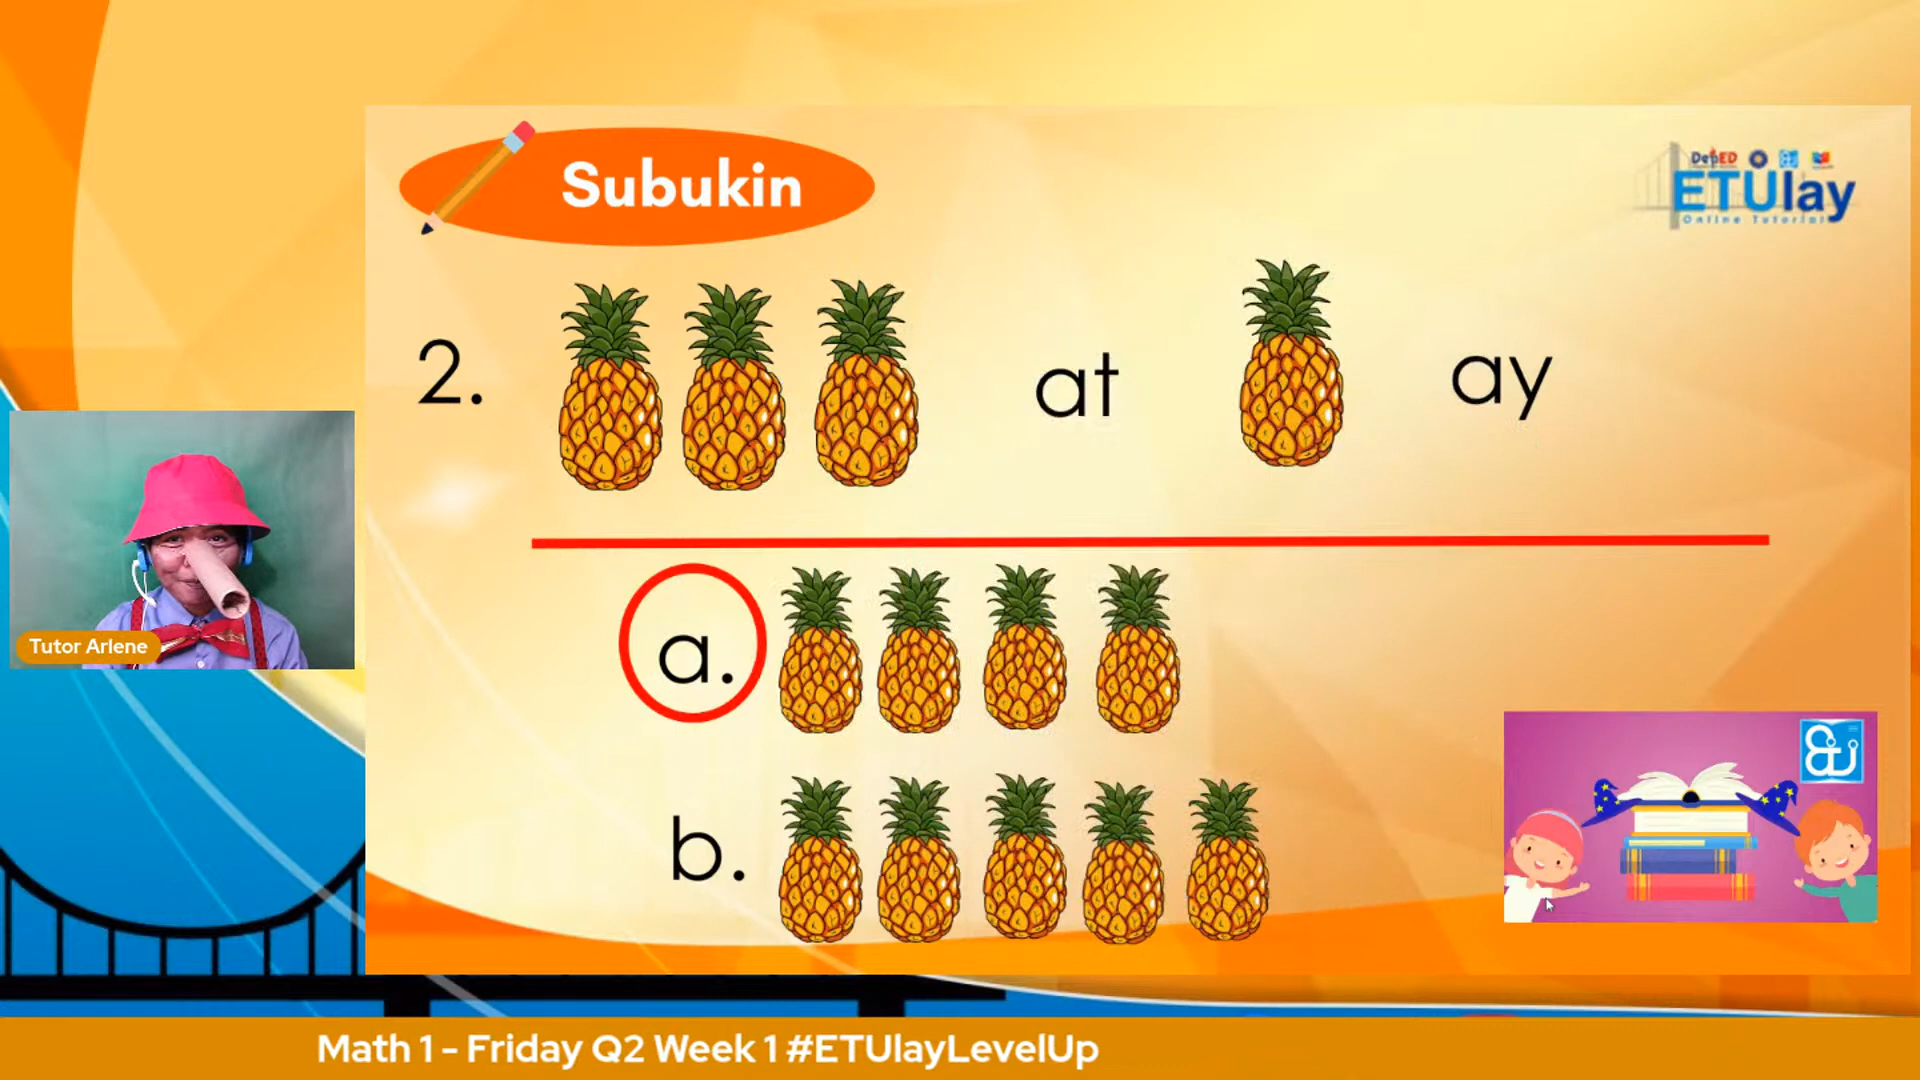 Subukin
DepED
ETUlay
Online Tutorial
2.
at
ay
a.
b.
Tutor Arlene
Math 1 - Friday Q2 Week 1 #ETUlayLevelUp